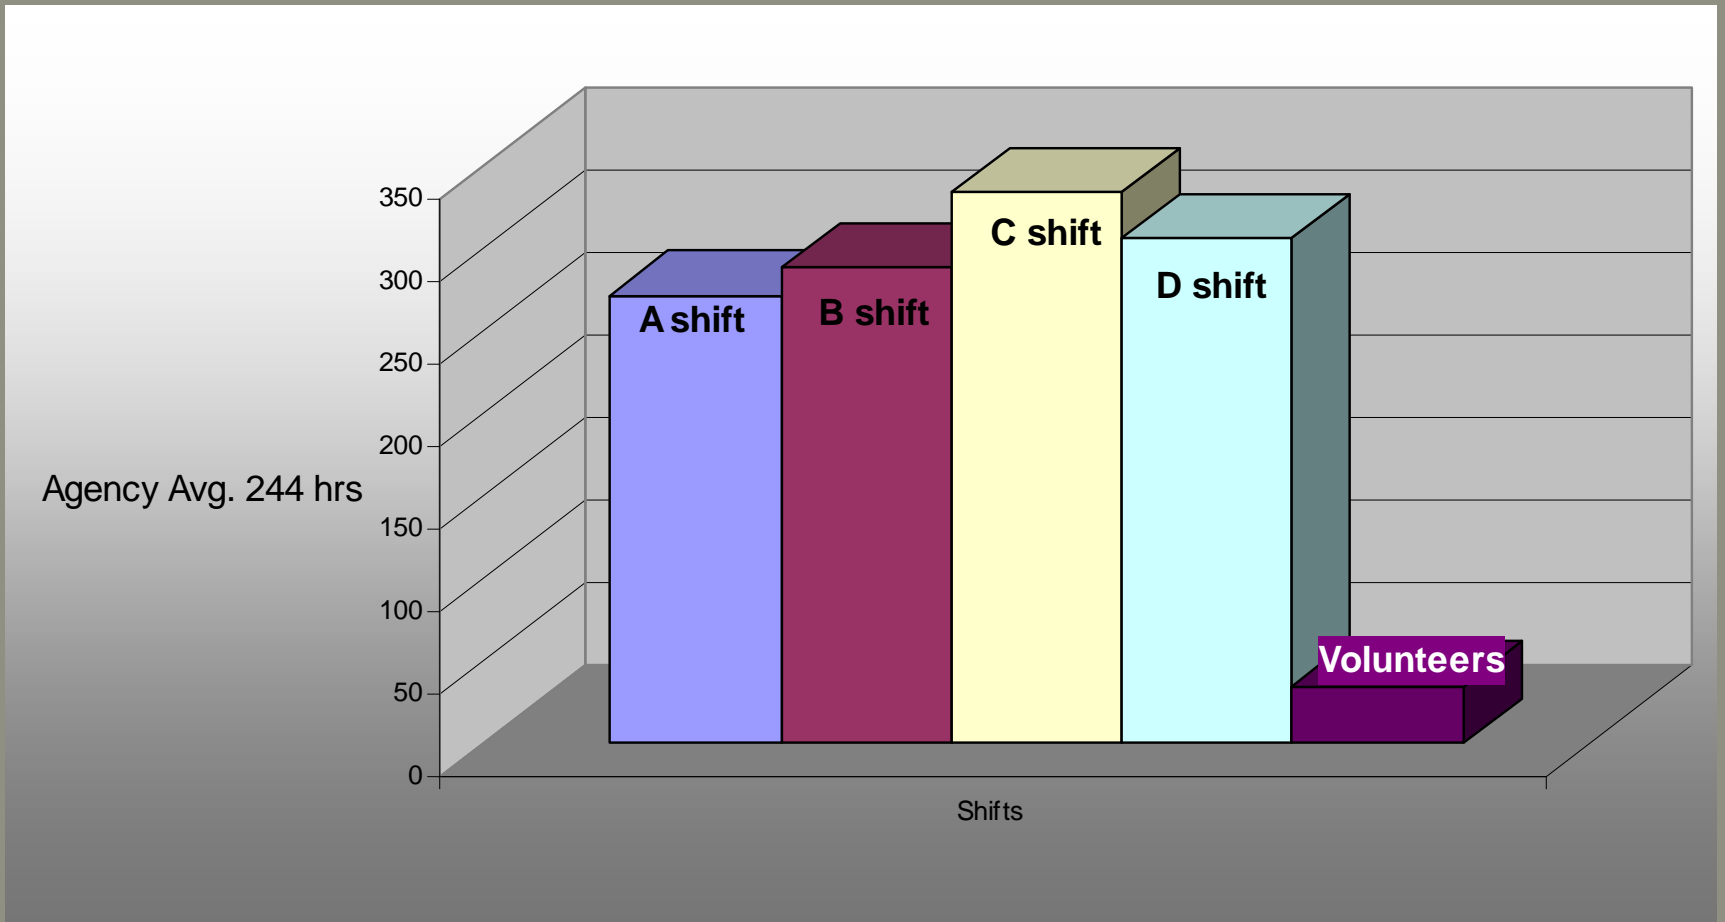 350
300
250
200
150
100
50
0
Agency Avg. 244 hrs
A shift
B shift
C shift
D shift
Volunteers
Shifts